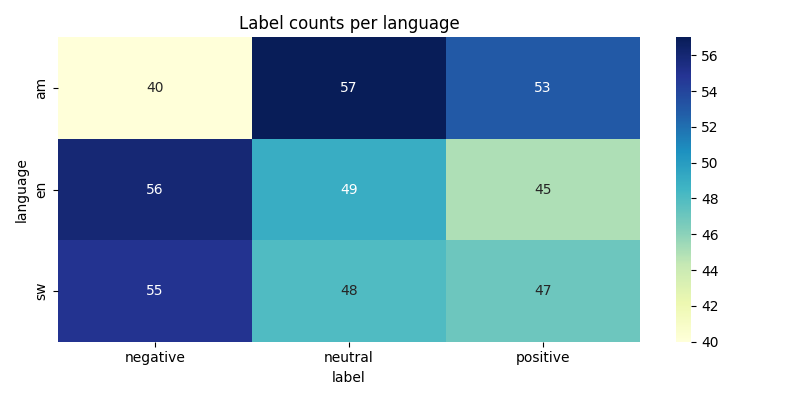 Label counts per language
am 40 57 53
en 56 49 45
sw 55 48 47
language
negative neutral positive
label
56
54
52
50
48
46
44
42
40